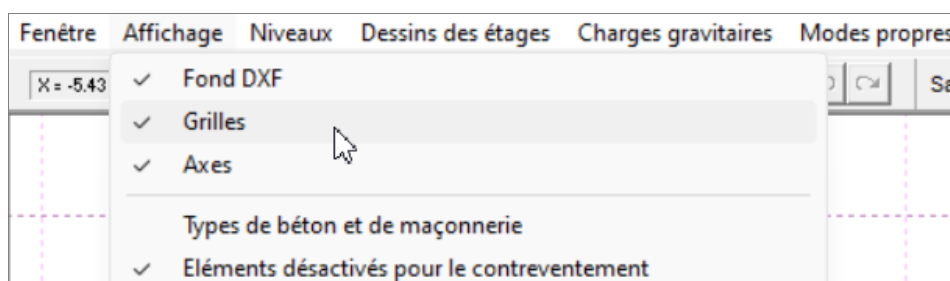 Fenêtre Affichage Niveaux Dessins des étages Charges gravitaires Modes propres
X = -5.43
Fond DXF
Grilles
Axes
Types de béton et de maçonnerie
Eléments désactivés pour le contreventement